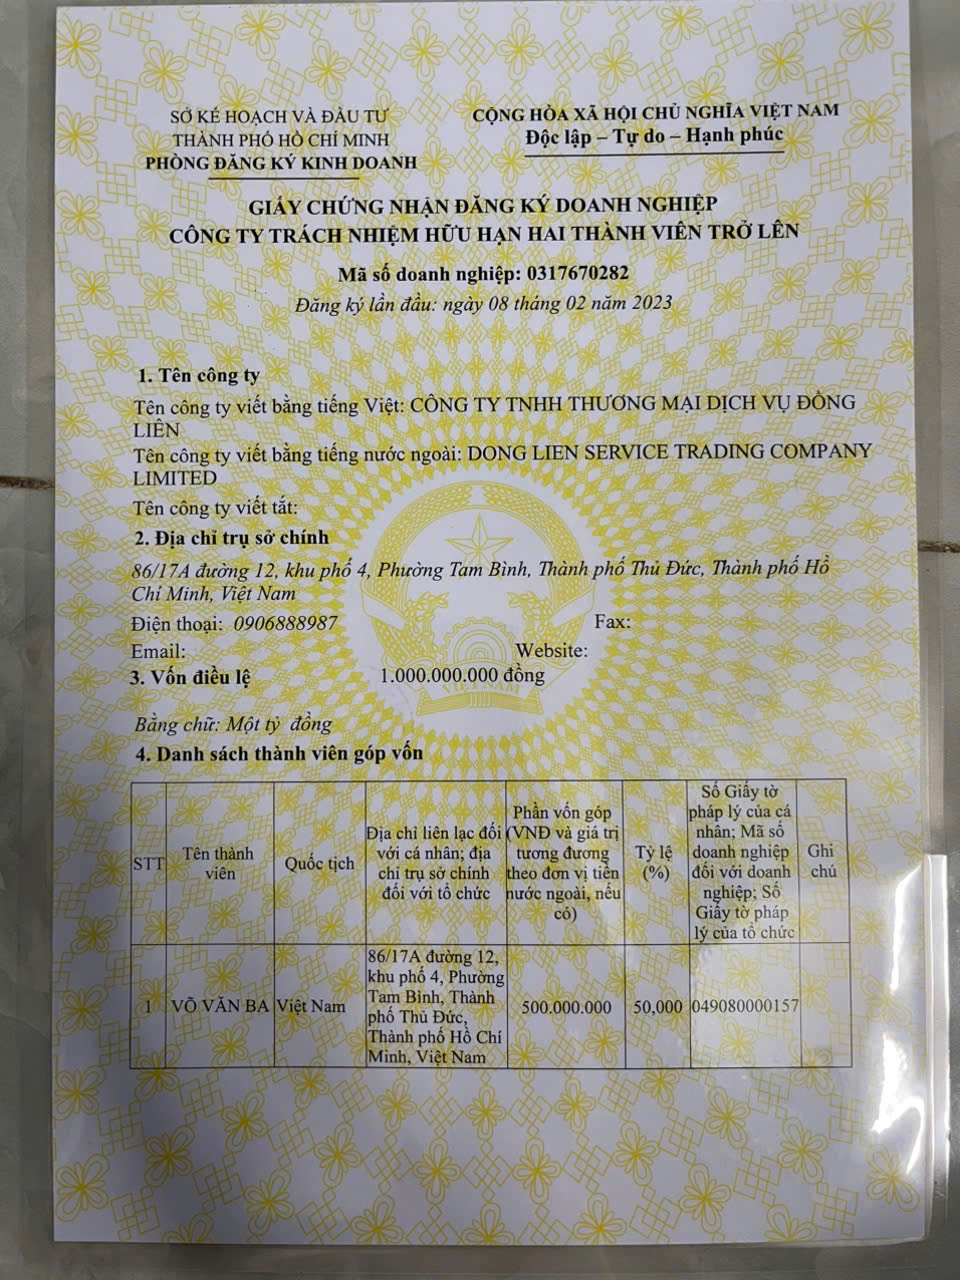 SỞ KẾ HOẠCH VÀ ĐẦU TƯ
THÀNH PHỐ HỒ CHÍ MINH
PHÒNG ĐĂNG KÝ KINH DOANH
CỘNG HÒA XÃ HỘI CHỦ NGHĨA VIỆT NAM
Độc lập – Tự do – Hạnh phúc
GIẤY CHỨNG NHẬN ĐĂNG KÝ DOANH NGHIỆP
CÔNG TY TRÁCH NHIỆM HỮU HẠN HAI THÀNH VIÊN TRỞ LÊN
Mã số doanh nghiệp: 0317670282
Đăng ký lần đầu: ngày 08 tháng 02 năm 2023
1. Tên công ty
Tên công ty viết bằng tiếng Việt: CÔNG TY TNHH THƯƠNG MẠI DỊCH VỤ ĐỒNG
LIÊN
Tên công ty viết bằng tiếng nước ngoài: DONG LIEN SERVICE TRADING COMPANY
LIMITED
Tên công ty viết tắt:
2. Địa chỉ trụ sở chính
86/17A đường 12, khu phố 4, Phường Tam Bình, Thành phố Thủ Đức, Thành phố Hồ
Chí Minh, Việt Nam
Điện thoại: 0906888987 Fax:
Email: Website:
3. Vốn điều lệ 1.000.000.000 đồng
VIỆT NAM
Bằng chữ: Một tỷ đồng
4. Danh sách thành viên góp vốn
STT
Tên thành
viên
Quốc tịch
Địa chỉ liên lạc đối
với cá nhân; địa
chỉ trụ sở chính
đối với tổ chức
Phần vốn góp
(VNĐ và giá trị
tương đương
theo đơn vị tiền
nước ngoài, nếu
có)
Tỷ lệ
(%)
Số Giấy tờ
pháp lý của cá
nhân; Mã số
doanh nghiệp
đối với doanh
nghiệp; Số
Giấy tờ pháp
lý của tổ chức
Ghi
chú
1
VÕ VĂN BA
Việt Nam
86/17A đường 12,
khu phố 4, Phường
Tam Bình, Thành
phố Thủ Đức,
Thành phố Hồ Chí
Minh, Việt Nam
500.000.000
50,000
049080000157